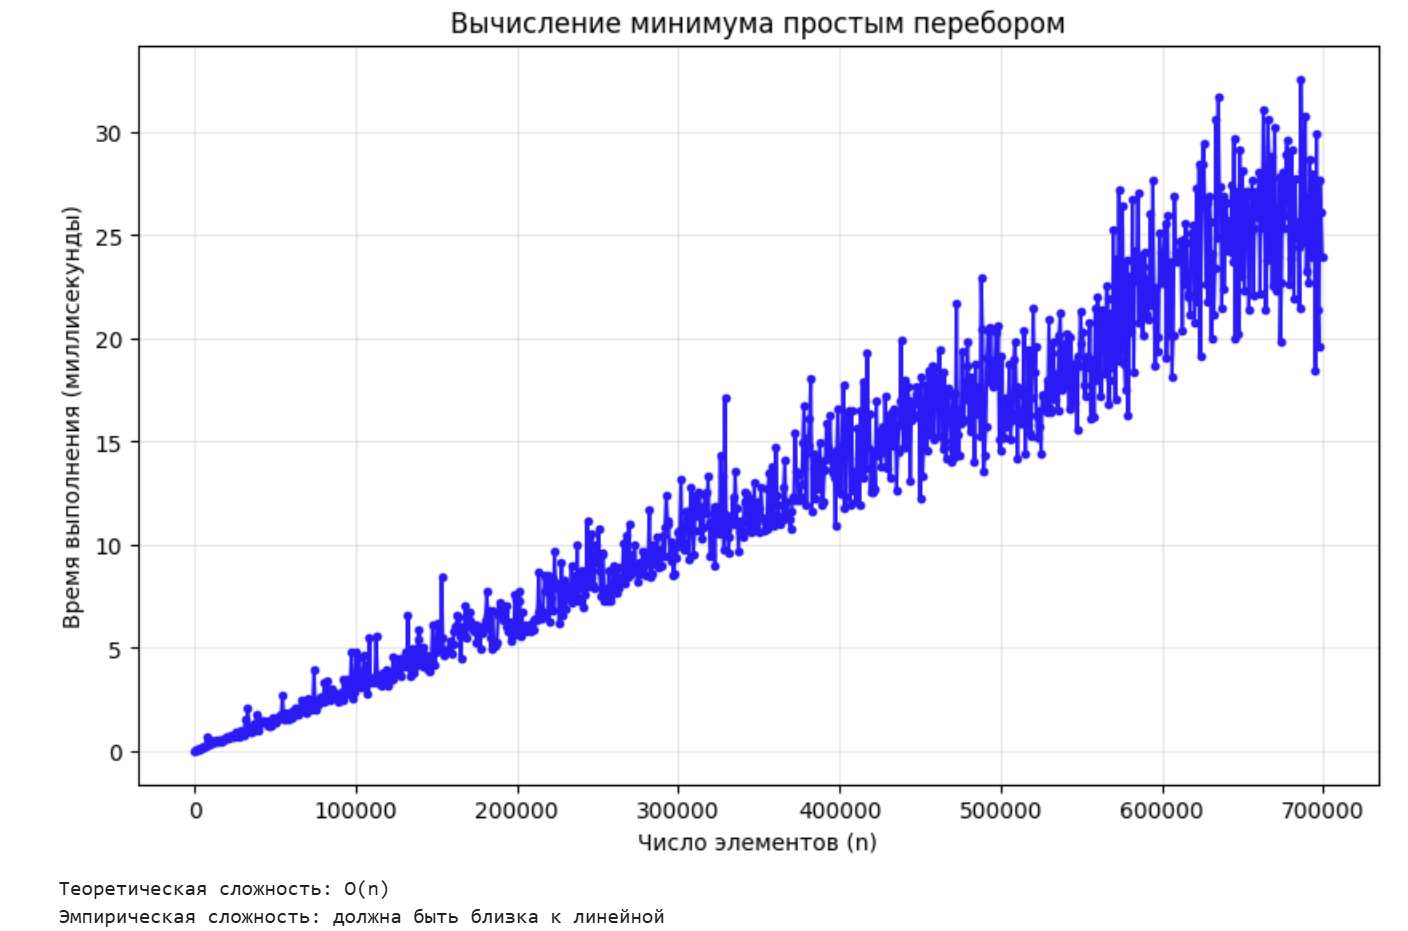 Вычисление минимума простым перебором
30
25
20
15
10
5
0
Время выполнения (миллисекунды)
0 100000 200000 300000 400000 500000 600000 700000
Число элементов (n)
Теоретическая сложность: O(n)
Эмпирическая сложность: должна быть близка к линейной